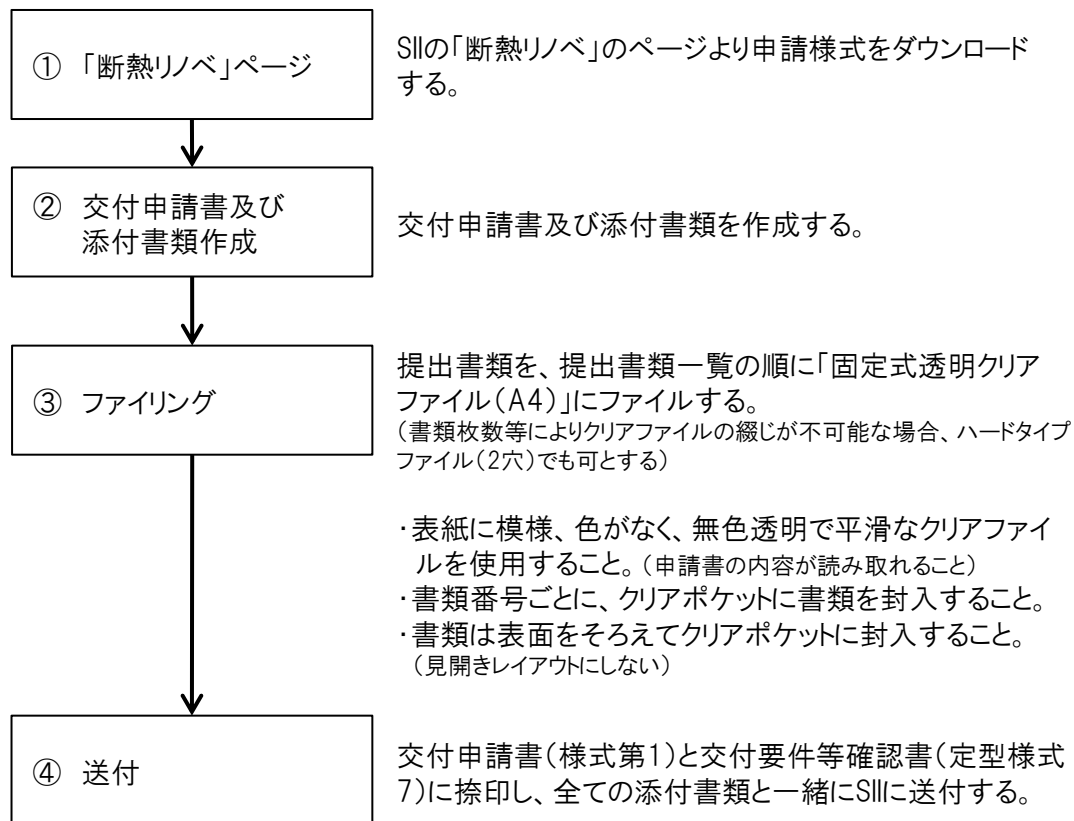 ① 「断熱リノベ」ページ
SIIの「断熱リノベ」のページより申請様式をダウンロード
する。
② 交付申請書及び
添付書類作成
交付申請書及び添付書類を作成する。
③ ファイリング
提出書類を、提出書類一覧の順に「固定式透明クリア
ファイル(A4)」にファイルする。
(書類枚数等によりクリアファイルの綴じが不可能な場合、ハードタイプ
ファイル(2穴)でも可とする)
・表紙に模様、色がなく、無色透明で平滑なクリアファイ
ルを使用すること。(申請書の内容が読み取れること)
・書類番号ごとに、クリアポケットに書類を封入すること。
・書類は表面をそろえてクリアポケットに封入すること。
(見開きレイアウトにしない)
④ 送付
交付申請書(様式第1)と交付要件等確認書(定型様式
7)に捺印し、全ての添付書類と一緒にSIIに送付する。